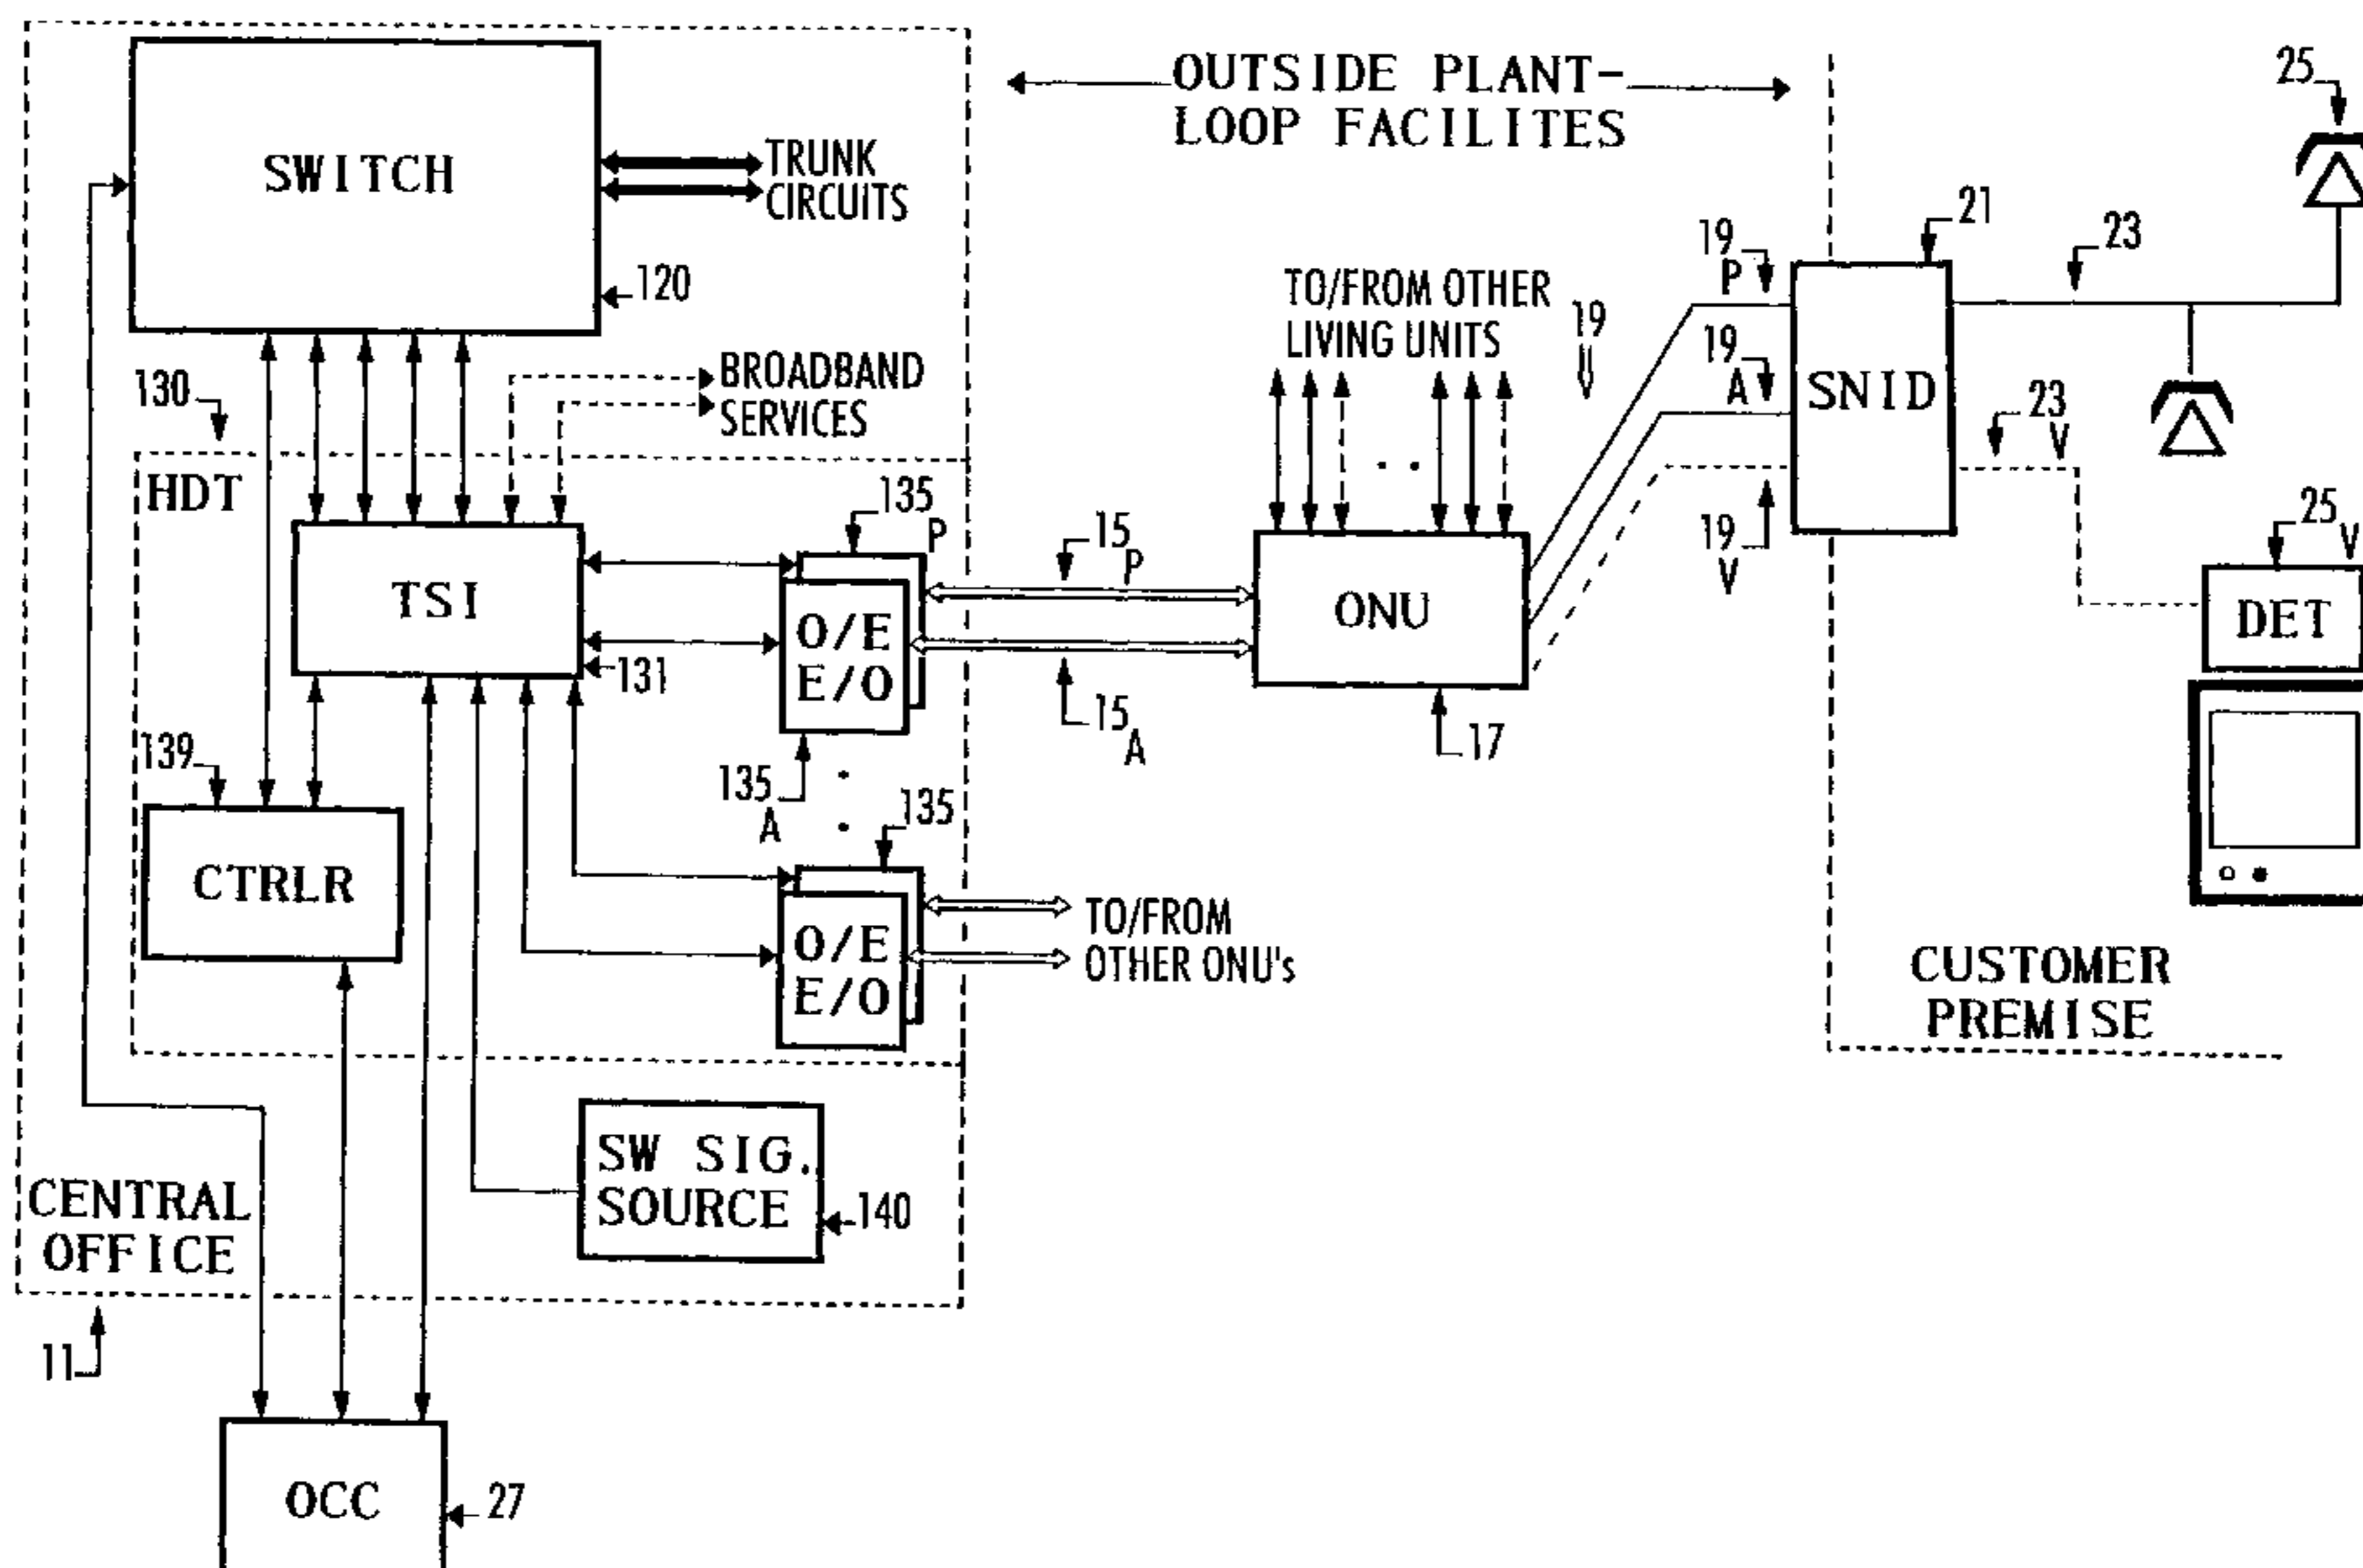 OUTSIDE PLANT-
LOOP FACILITES
25
SWITCH
TRUNK
CIRCUITS
120
21
23
19
P
TO/FROM OTHER
LIVING UNITS
19
19
A
SNID
23
V
130
BROADBAND
SERVICES
HDT
135
P
15
P
19
V
25
V
TSI
O/E
E/O
ONU
DET
131
15
A
17
139
135
A
135
CTRLR
O/E
E/O
TO/FROM
OTHER ONU's
CUSTOMER
PREMISE
SW SIG.
SOURCE
140
CENTRAL
OFFICE
11
OCC
27